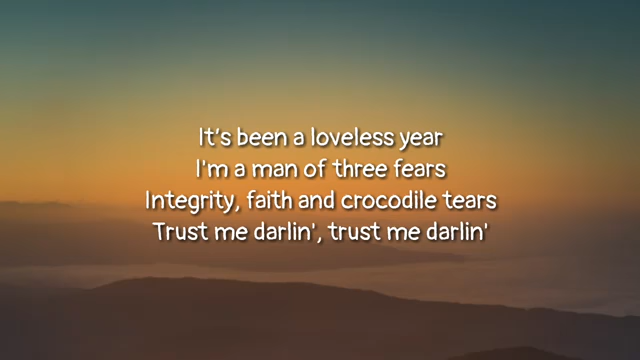 It's been a loveless year
I'm a man of three fears
Integrity, faith and crocodile tears
Trust me darlin', trust me darlin'